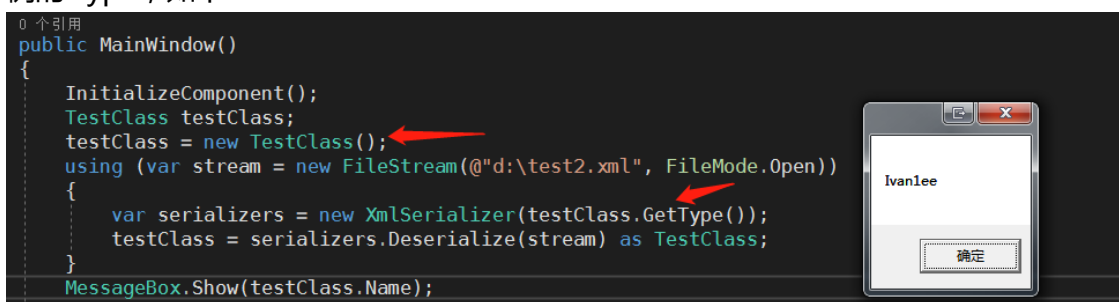 0 个引用
public MainWindow()
{
InitializeComponent();
TestClass testClass;
testClass = new TestClass();
using (var stream = new FileStream(@"d:\test2.xml", FileMode.Open))
{
var serializers = new XmlSerializer(testClass.GetType());
testClass = serializers.Deserialize(stream) as TestClass;
}
MessageBox.Show(testClass.Name);
Ivan1ee
确定